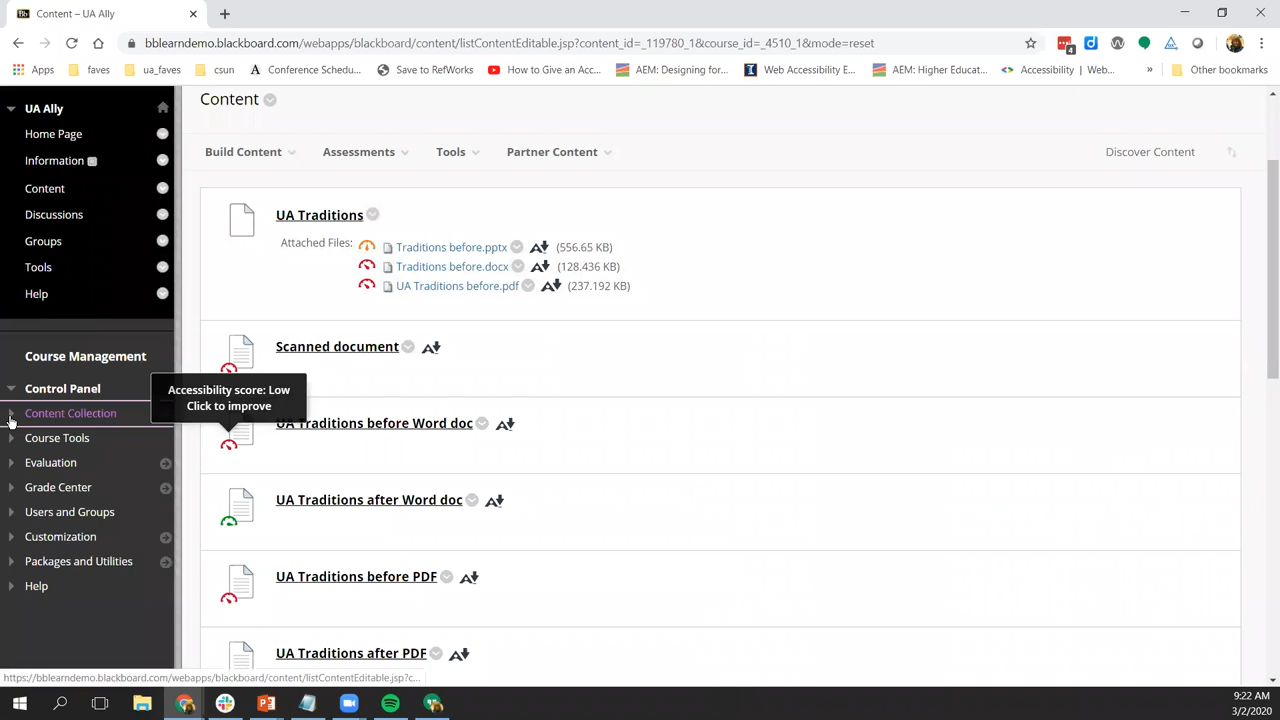 Bb
Content – UA Ally
bblearndemo.blackboard.com/webapps/blackboard/content/listContentEditable.jsp?content_id=_119780_1&course_id=_4510_1&mode=reset
4
Apps
faves
ua_faves
csun
Conference Schedu...
Save to RefWorks
How to Give an Acc...
AEM: Designing for...
Web Accessibility E...
AEM: Higher Educat...
Accessibility | Web...
»
Other bookmarks
UA Ally
Home Page
Information
Content
Discussions
Groups
Tools
Help
Course Management
Control Panel
Content Collection
Course Tools
Evaluation
Grade Center
Users and Groups
Customization
Packages and Utilities
Help
Content
Build Content
Assessments
Tools
Partner Content
Discover Content
UA Traditions
Attached Files:
Traditions before.pptx (556.65 KB)
Traditions before.docx (128.436 KB)
UA Traditions before.pdf (237.192 KB)
Scanned document
Accessibility score: Low
Click to improve
UA Traditions before Word doc
UA Traditions after Word doc
UA Traditions before PDF
UA Traditions after PDF
https://bblearndemo.blackboard.com/webapps/blackboard/content/listContentEditable.jsp?c...
9:22 AM
3/2/2020